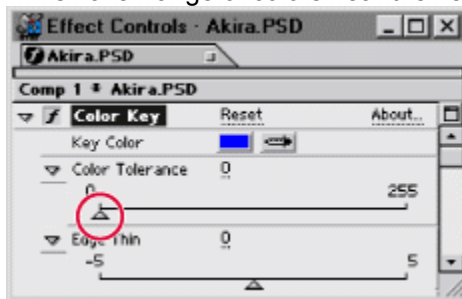 Effect Controls · Akira.PSD
Akira.PSD
Comp 1 * Akira.PSD
f Color Key Reset About...
Key Color
Color Tolerance 0
0 255
Edge Thin 0
-5 5